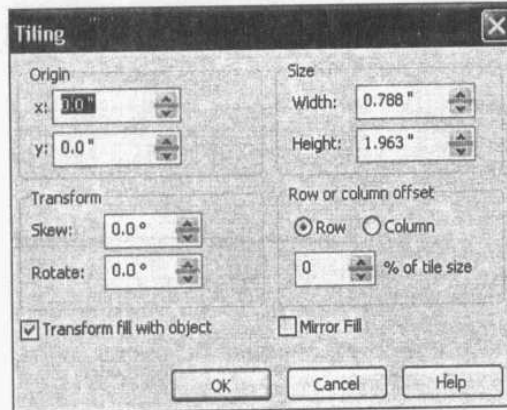 Tiling
Origin
x: 0.0 "
y: 0.0 "
Size
Width: 0.788 "
Height: 1.963 "
Transform
Skew: 0.0 °
Rotate: 0.0 °
Row or column offset
Row Column
0 % of tile size
Transform fill with object
Mirror Fill
OK Cancel Help